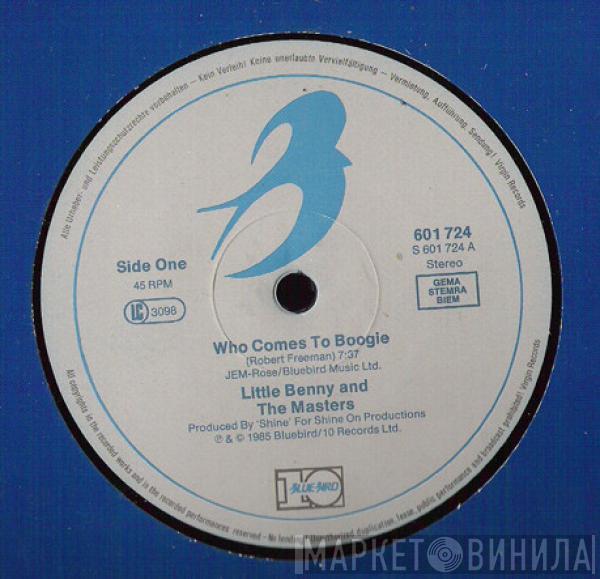 Alle Urheber- und Leistungsschutzrechte vorbehalten — Kein Verleih! Keine unerlaubte Vervielfältigung — Vermietung, Aufführung, Sendung! Virgin Records
Side One
45 RPM
LC 3098
601 724
S 601 724 A
Stereo
GEMA
STEMRA
BIEM
Who Comes To Boogie
(Robert Freeman) 7:37
JEM-Rose/Bluebird Music Ltd.
Little Benny and
The Masters
Produced By 'Shine' For Shine On Productions
℗ & © 1985 Bluebird/10 Records Ltd.
10 BLUE-BIRD
All copyrights in the recorded works and in the recorded performances reserved — No unauthorized duplication, lease, public performance and broadcast prohibited! Virgin Records
МАРКЕТ ВИНИЛА